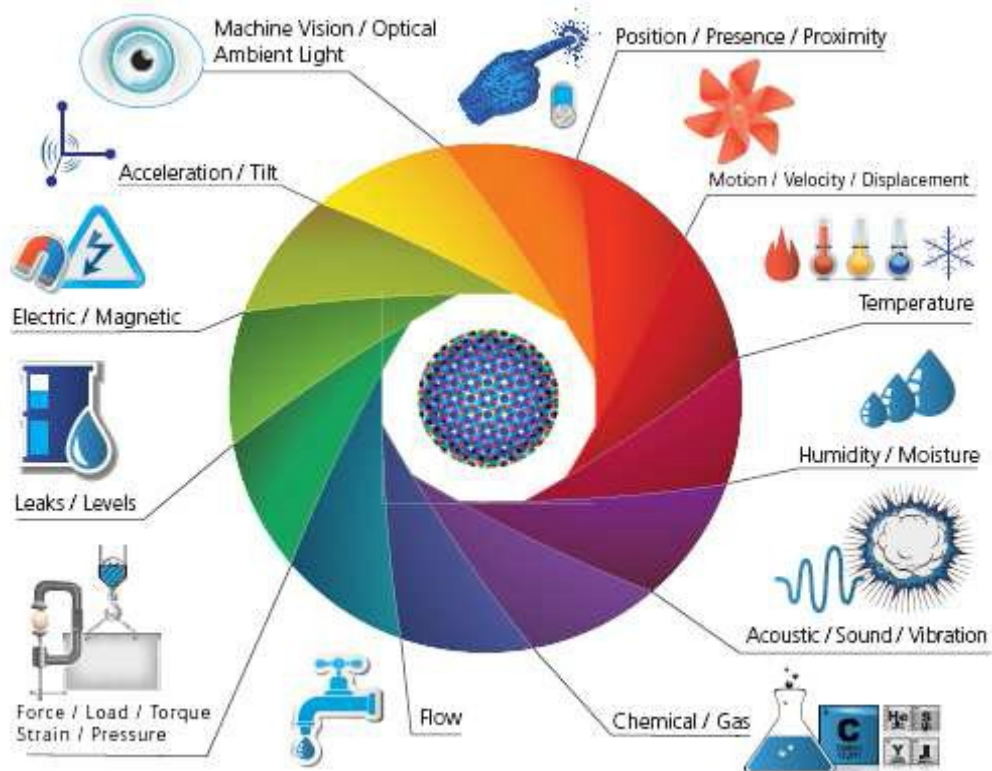 Machine Vision / Optical
Ambient Light
Position / Presence / Proximity
Acceleration / Tilt
Motion / Velocity / Displacement
Electric / Magnetic
Temperature
Humidity / Moisture
Leaks / Levels
Acoustic / Sound / Vibration
Force / Load / Torque
Strain / Pressure
Flow
Chemical / Gas
C
He
S
Y